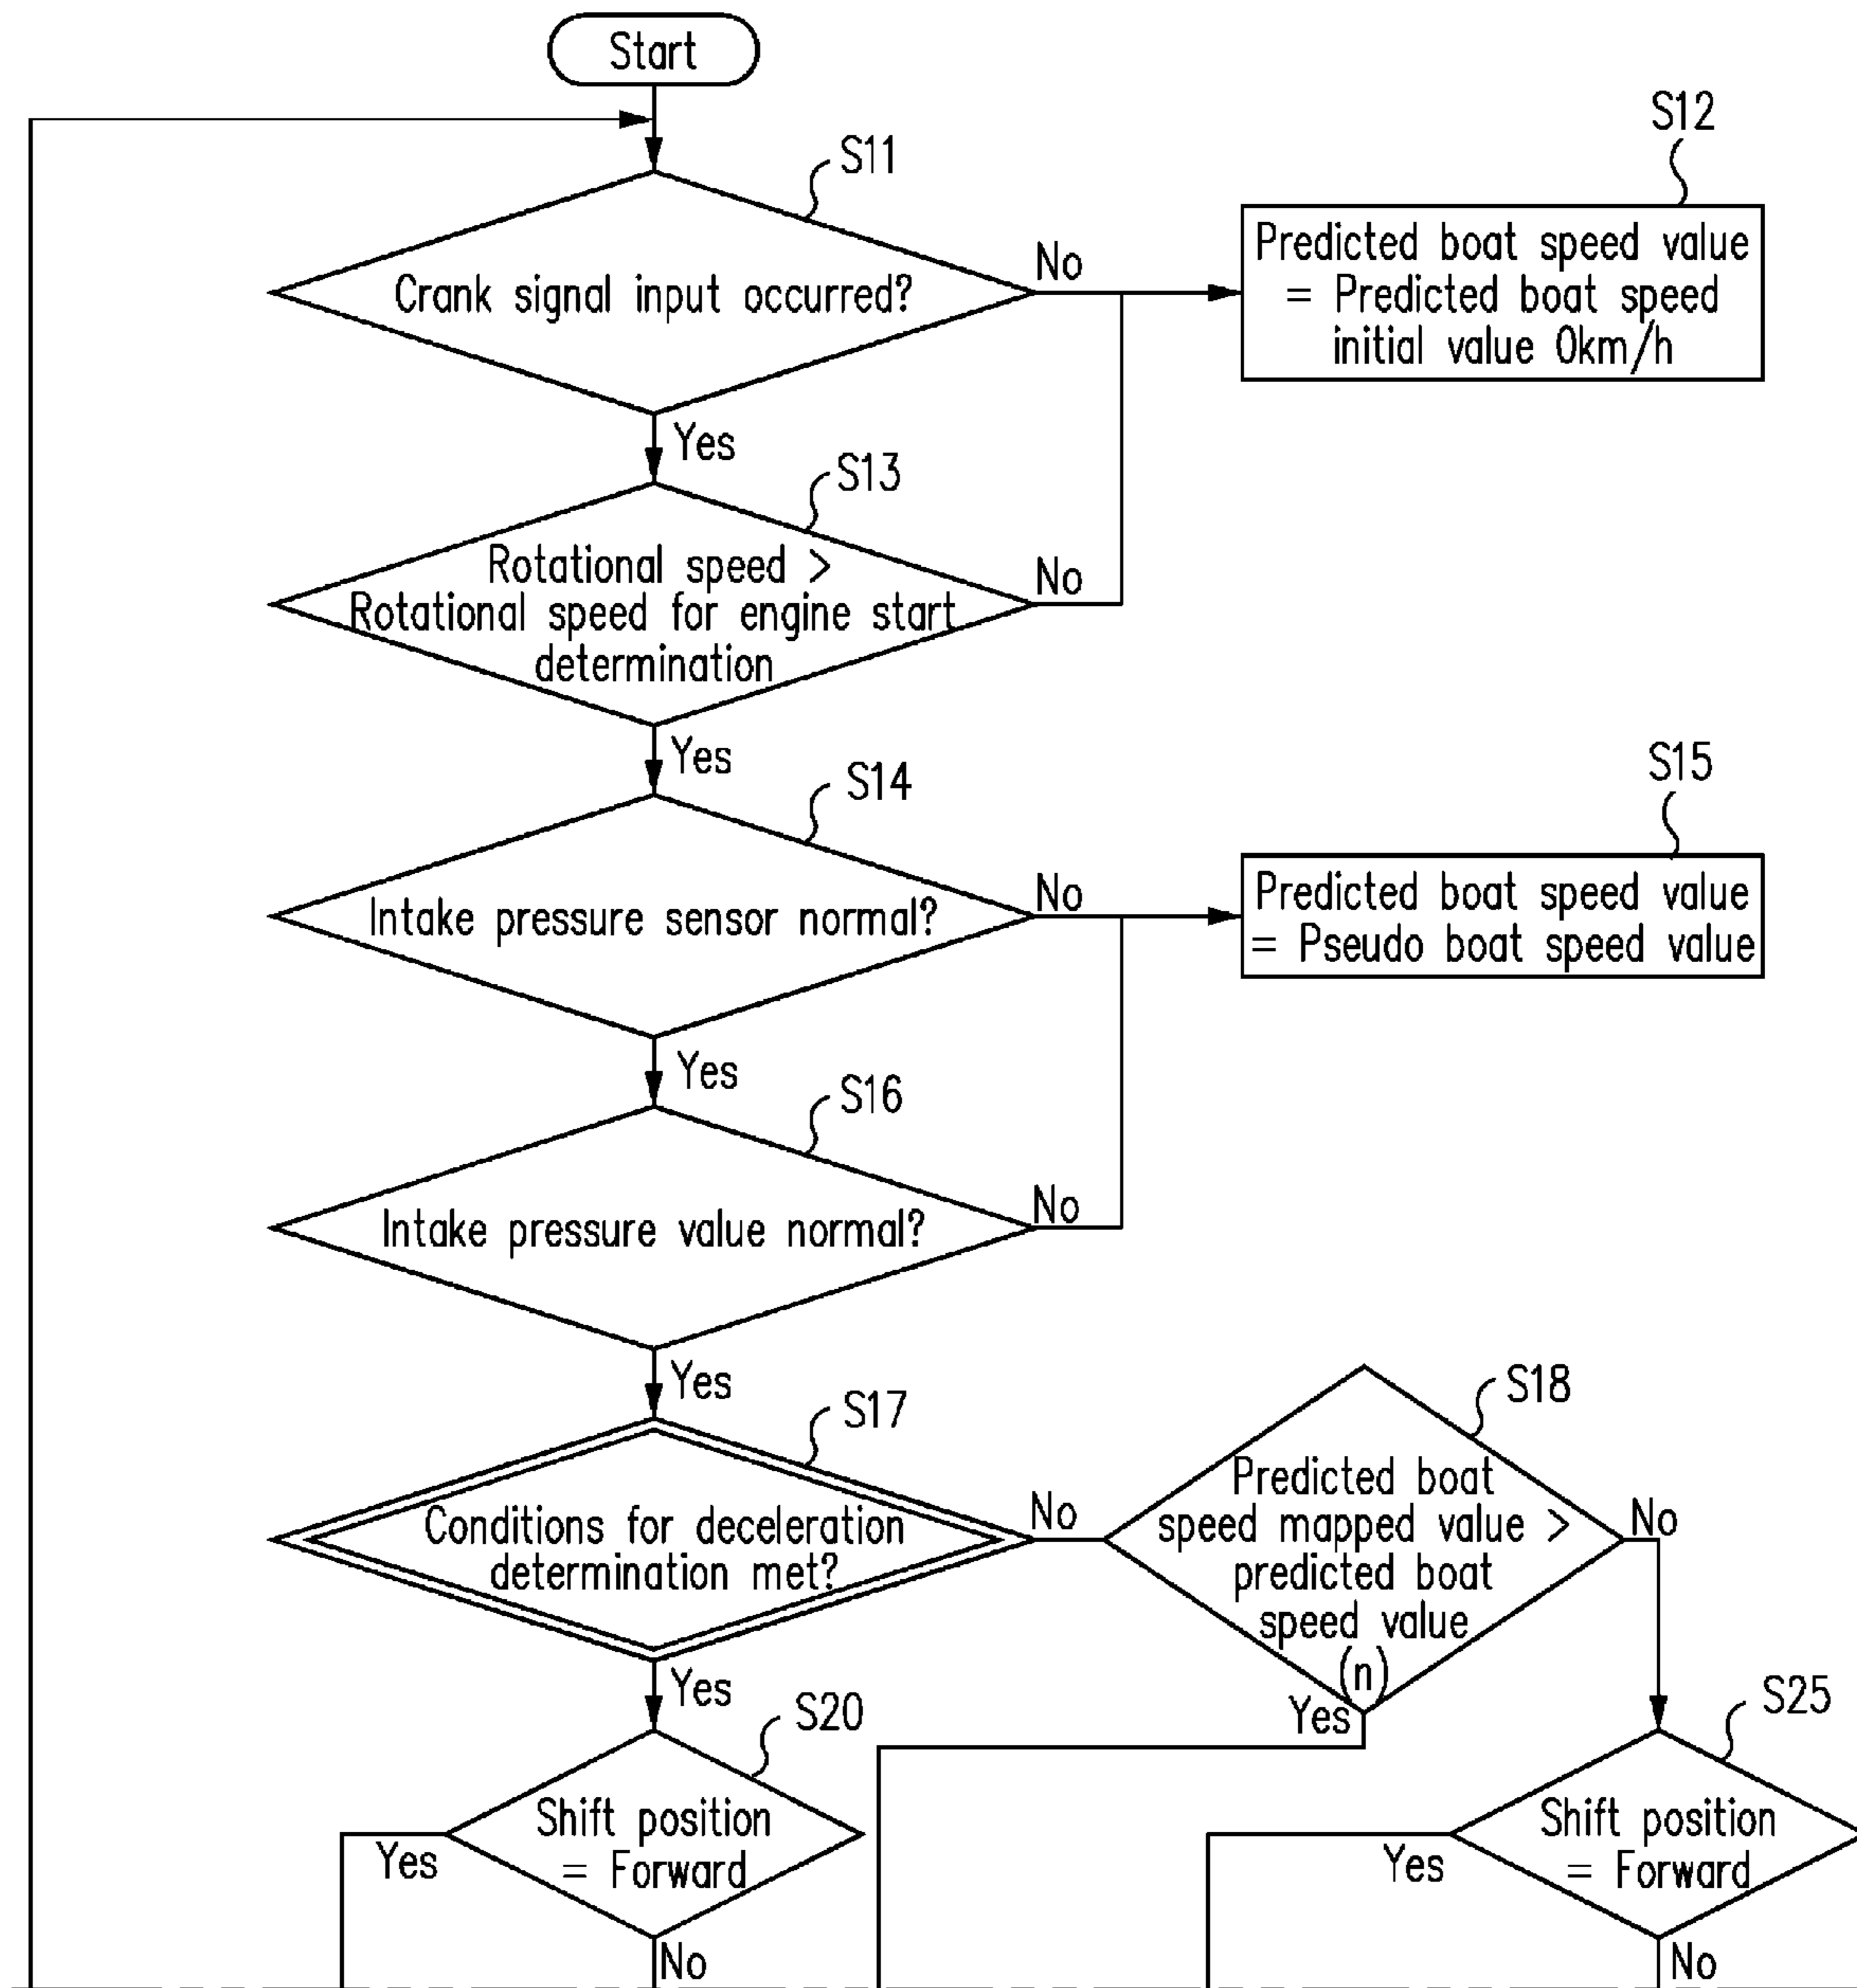 Start
S11
S12
Crank signal input occurred?
No
Predicted boat speed value
= Predicted boat speed
initial value 0km/h
Yes
S13
Rotational speed >
Rotational speed for engine start
determination
No
Yes
S14
S15
Intake pressure sensor normal?
No
Predicted boat speed value
= Pseudo boat speed value
Yes
S16
Intake pressure value normal?
No
Yes
S17
S18
Conditions for deceleration
determination met?
No
Predicted boat
speed mapped value >
predicted boat
speed value
(n)
No
Yes
Yes
S20
S25
Shift position
= Forward
Yes
No
Shift position
= Forward
Yes
No